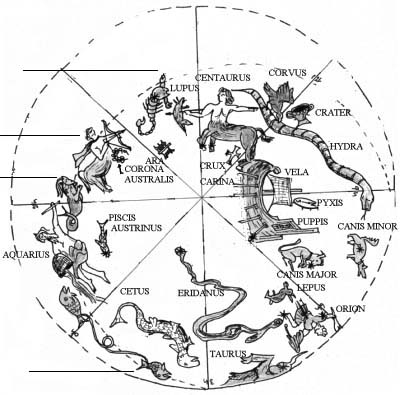 CENTAURUS
CORVUS
LUPUS
CRATER
HYDRA
ARA
CORONA
AUSTRALIS
CRUX
CARINA
VELA
PYXIS
PUPPIS
PISCIS
AUSTRINUS
CANIS MINOR
AQUARIUS
CANIS MAJOR
LEPUS
CETUS
ERIDANUS
ORION
TAURUS